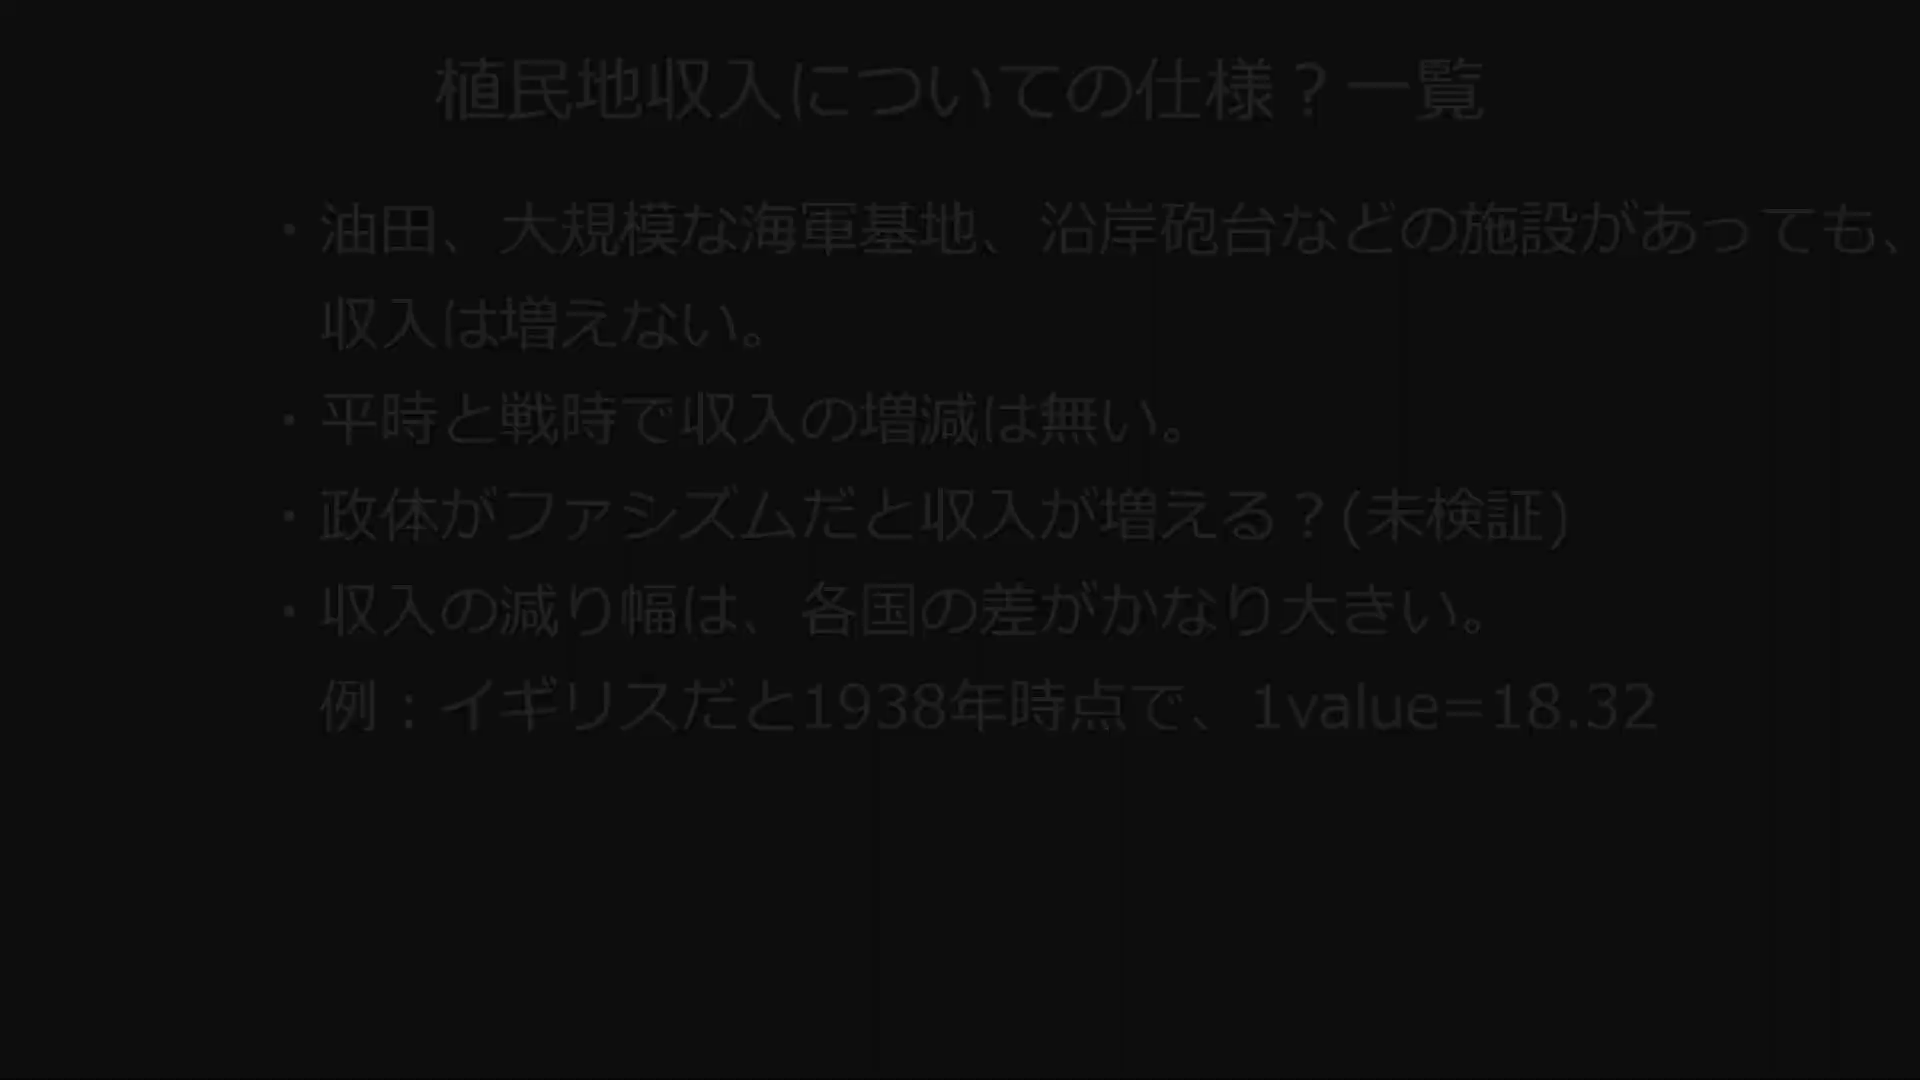 植民地収入についての仕様？一覧
・油田、大規模な海軍基地、沿岸砲台などの施設があっても、
収入は増えない。
・平時と戦時で収入の増減は無い。
・政体がファシズムだと収入が増える？(未検証)
・収入の減り幅は、各国の差がかなり大きい。
例：イギリスだと1938年時点で、1value=18.32